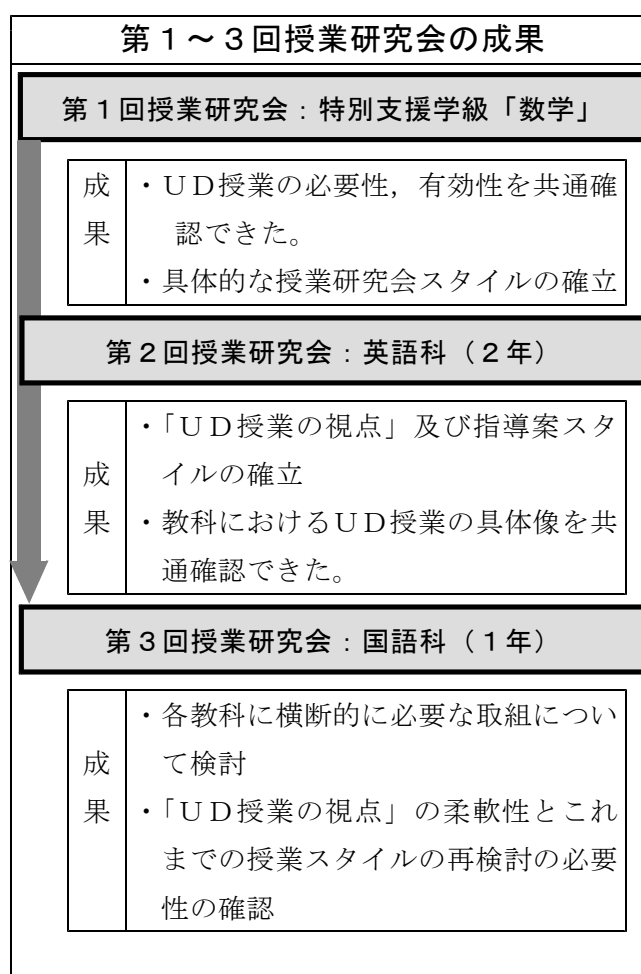 第１～３回授業研究会の成果
第１回授業研究会：特別支援学級「数学」
成果
・ＵＤ授業の必要性，有効性を共通確
認できた。
・具体的な授業研究会スタイルの確立
第２回授業研究会：英語科（２年）
成果
・「ＵＤ授業の視点」及び指導案スタ
イルの確立
・教科におけるＵＤ授業の具体像を共
通確認できた。
第３回授業研究会：国語科（１年）
成果
・各教科に横断的に必要な取組につい
て検討
・「ＵＤ授業の視点」の柔軟性とこれ
までの授業スタイルの再検討の必要
性の確認